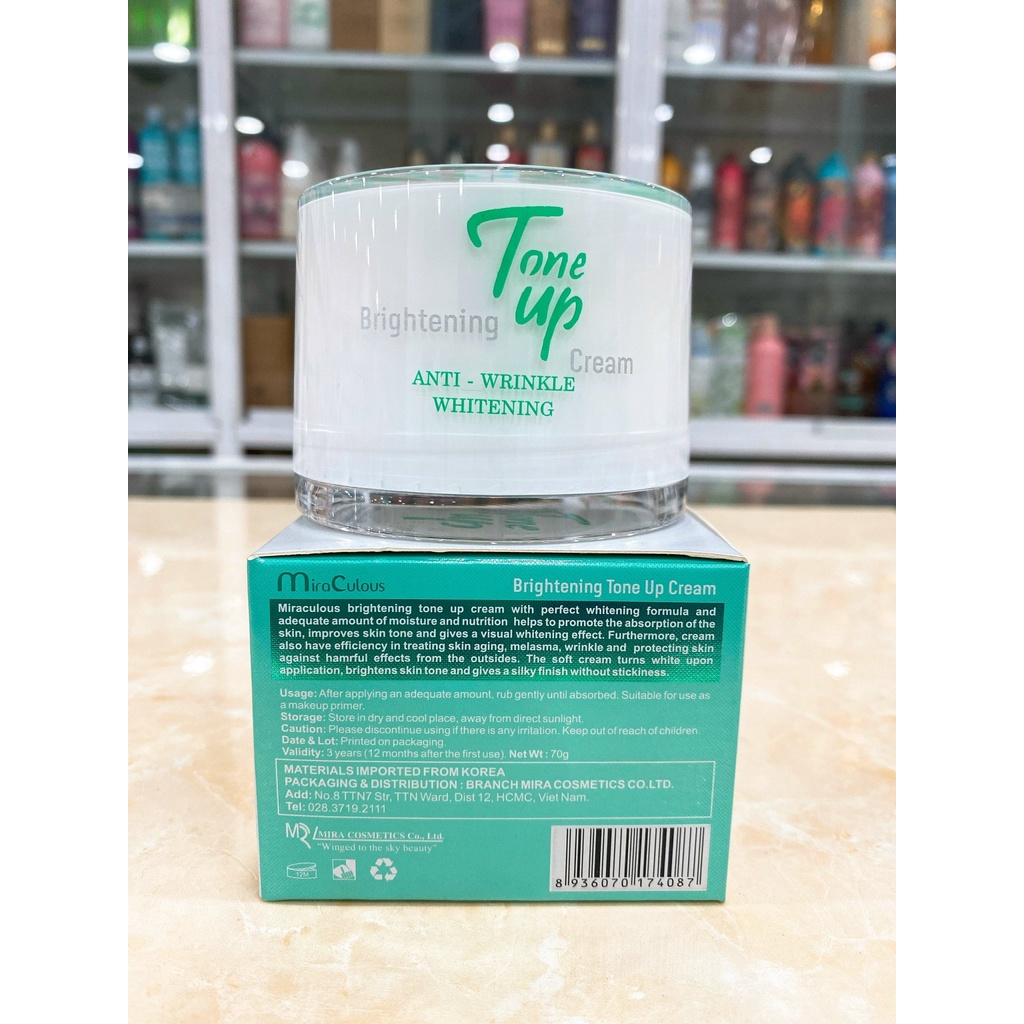 Tone
up
Brightening
Cream
ANTI - WRINKLE
WHITENING
miraCulous
Brightening Tone Up Cream
Miraculous brightening tone up cream with perfect whitening formula and
adequate amount of moisture and nutrition helps to promote the absorption of the
skin, improves skin tone and gives a visual whitening effect. Furthermore, cream
also have efficiency in treating skin aging, melasma, wrinkle and protecting skin
against hamrful effects from the outsides. The soft cream turns white upon
application, brightens skin tone and gives a silky finish without stickiness.
Usage: After applying an adequate amount, rub gently until absorbed. Suitable for use as
a makeup primer.
Storage: Store in dry and cool place, away from direct sunlight.
Caution: Please discontinue using if there is any irritation. Keep out of reach of children.
Date & Lot: Printed on packaging.
Validity: 3 years (12 months after the first use). Net Wt : 70g
MATERIALS IMPORTED FROM KOREA
PACKAGING & DISTRIBUTION : BRANCH MIRA COSMETICS CO.LTD.
Add: No.8 TTN7 Str, TTN Ward, Dist 12, HCMC, Viet Nam.
Tel: 028.3719.2111
MIRA COSMETICS Co., Ltd.
"Winged to the sky beauty"
12M
8 936070 174087